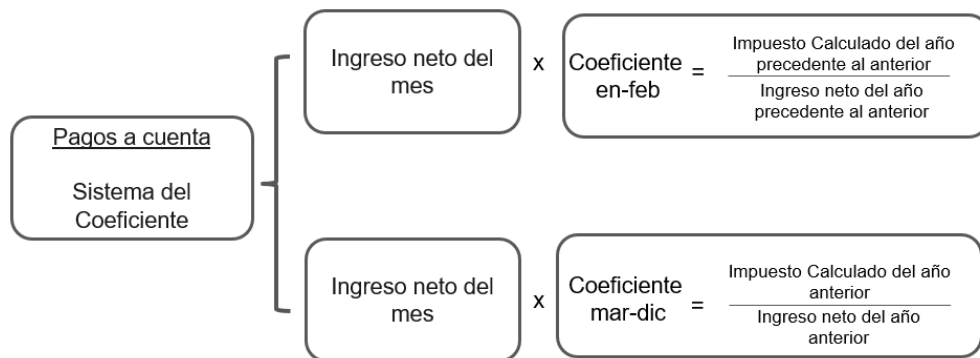 Pagos a cuenta
Sistema del
Coeficiente
Ingreso neto del
mes
x
Coeficiente
en-feb
=
Impuesto Calculado del año
precedente al anterior
Ingreso neto del año
precedente al anterior
Ingreso neto del
mes
x
Coeficiente
mar-dic
=
Impuesto Calculado del año
anterior
Ingreso neto del año
anterior